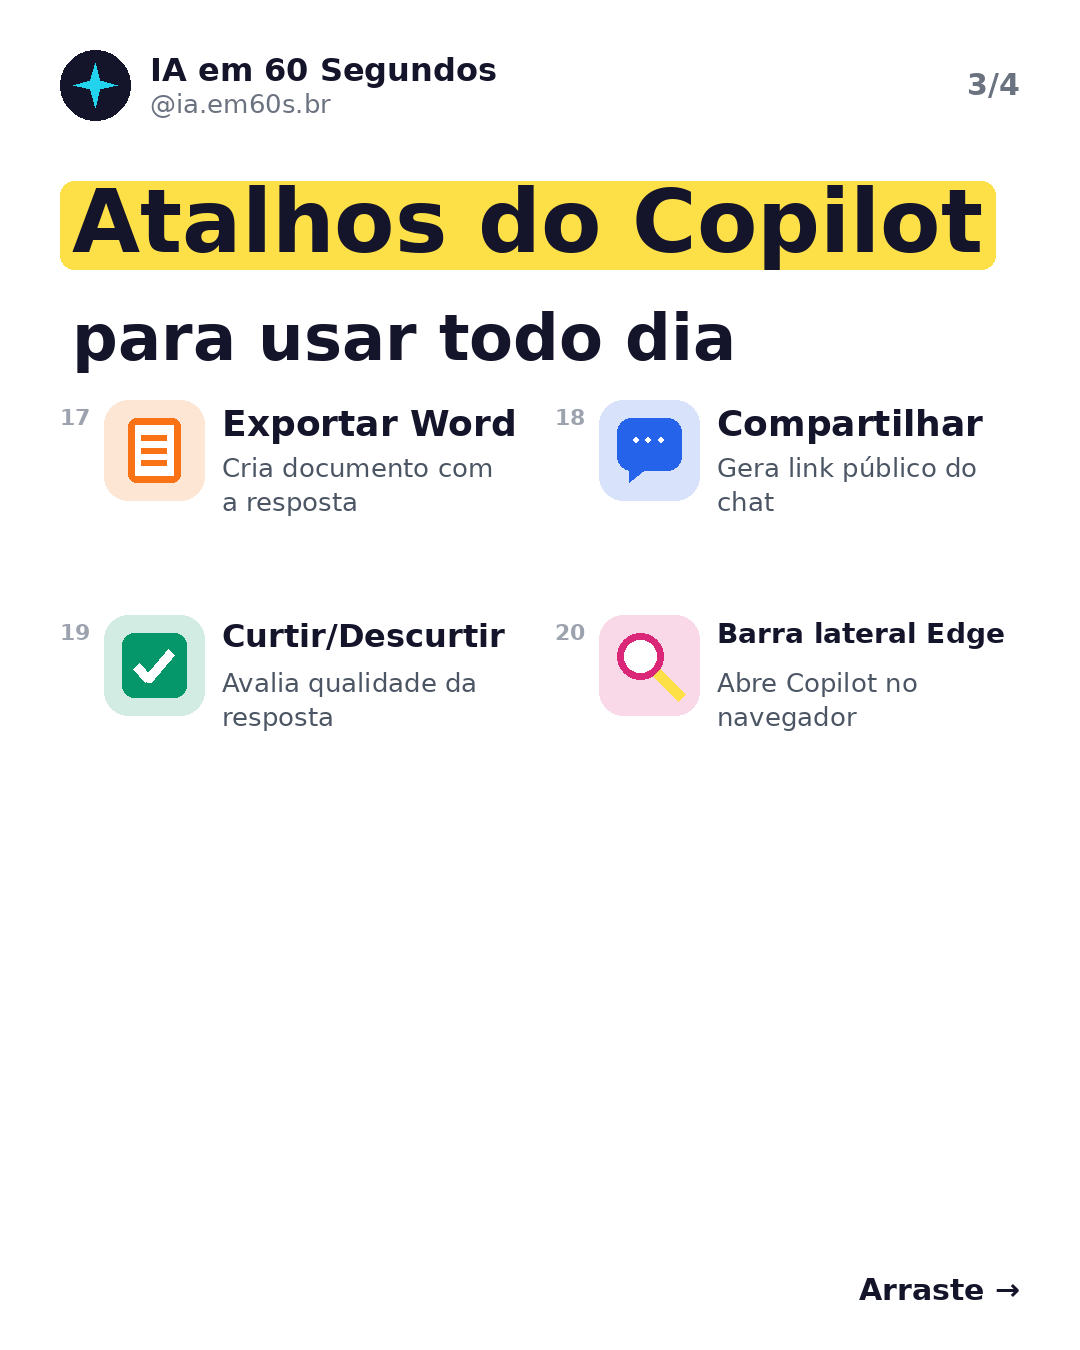 IA em 60 Segundos
@ia.em60s.br
3/4
Atalhos do Copilot
para usar todo dia
17
Exportar Word
Cria documento com
a resposta
18
Compartilhar
Gera link público do
chat
19
Curtir/Descurtir
Avalia qualidade da
resposta
20
Barra lateral Edge
Abre Copilot no
navegador
Arraste →